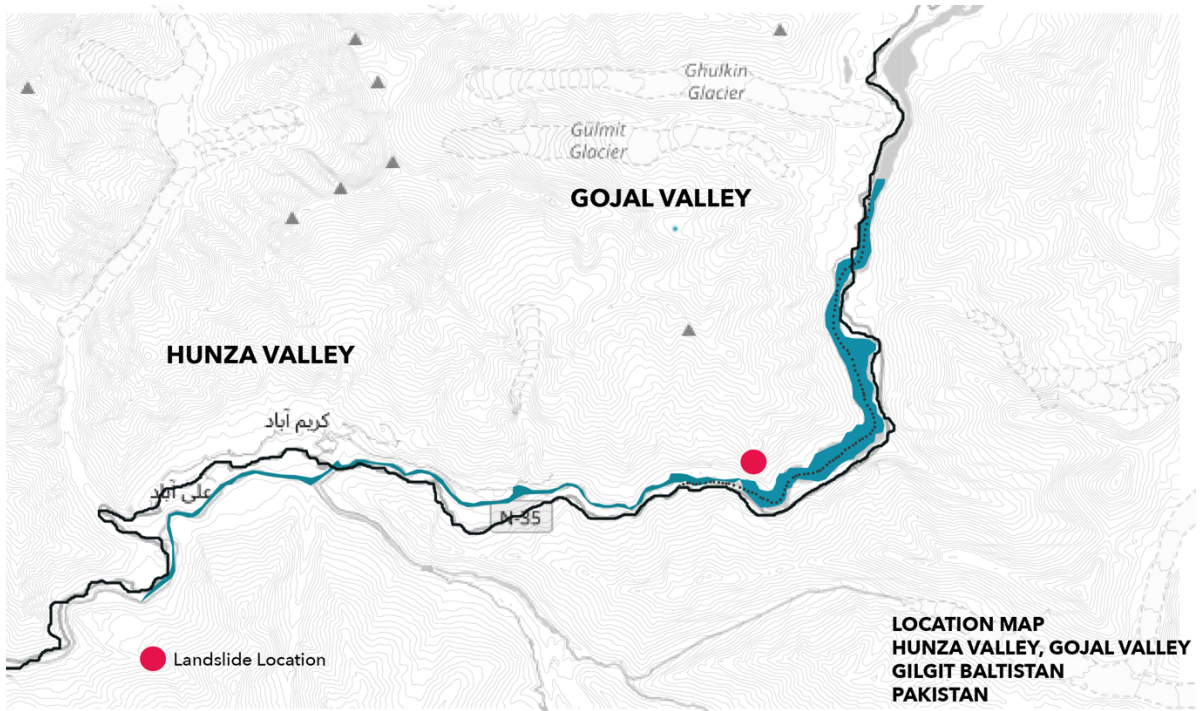 Ghulkin
Glacier
Gulmit
Glacier
GOJAL VALLEY
HUNZA VALLEY
کریم آباد
علی آباد
N-35
Landslide Location
LOCATION MAP
HUNZA VALLEY, GOJAL VALLEY
GILGIT BALTISTAN
PAKISTAN